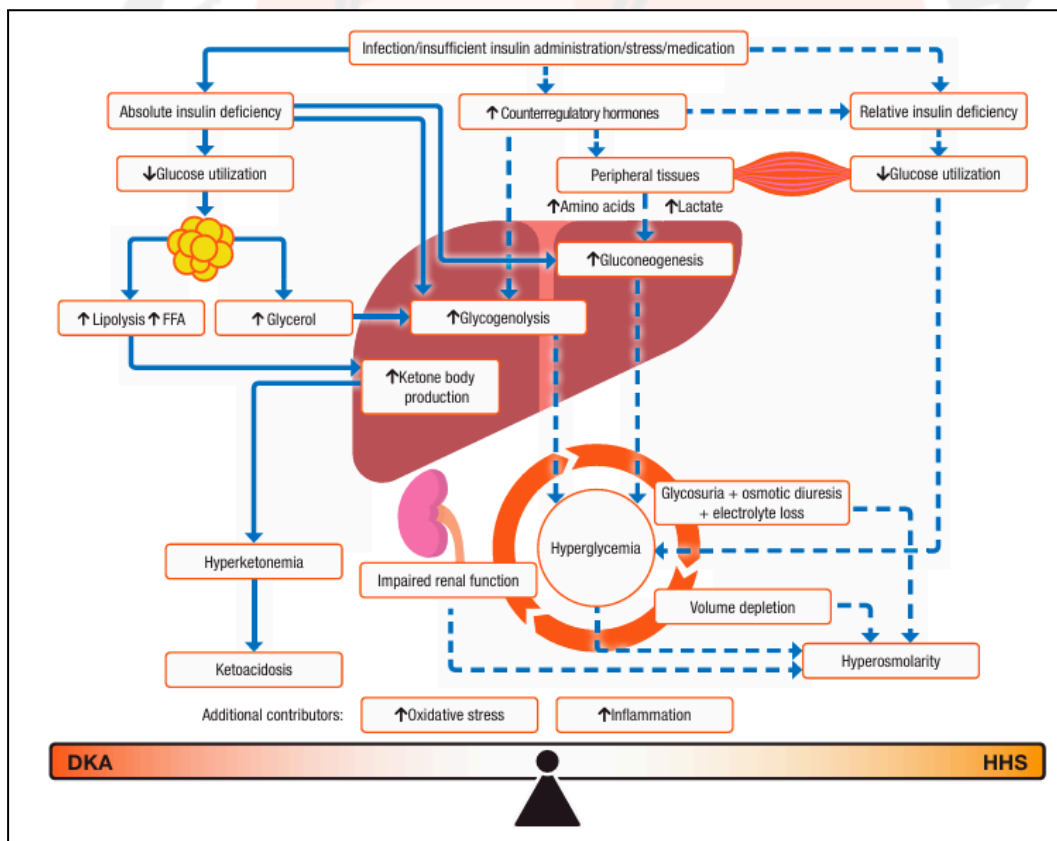 Infection/insufficient insulin administration/stress/medication
Absolute insulin deficiency
↑Counterregulatory hormones
Relative insulin deficiency
↓Glucose utilization
Peripheral tissues
↓Glucose utilization
↑Amino acids
↑Lactate
↑Gluconeogenesis
↑Lipolysis ↑FFA
↑Glycerol
↑Glycogenolysis
↑Ketone body
production
Glycosuria + osmotic diuresis
+ electrolyte loss
Hyperglycemia
Hyperketonemia
Impaired renal function
Volume depletion
Hyperosmolarity
Ketoacidosis
Additional contributors:
↑Oxidative stress
↑Inflammation
DKA
HHS